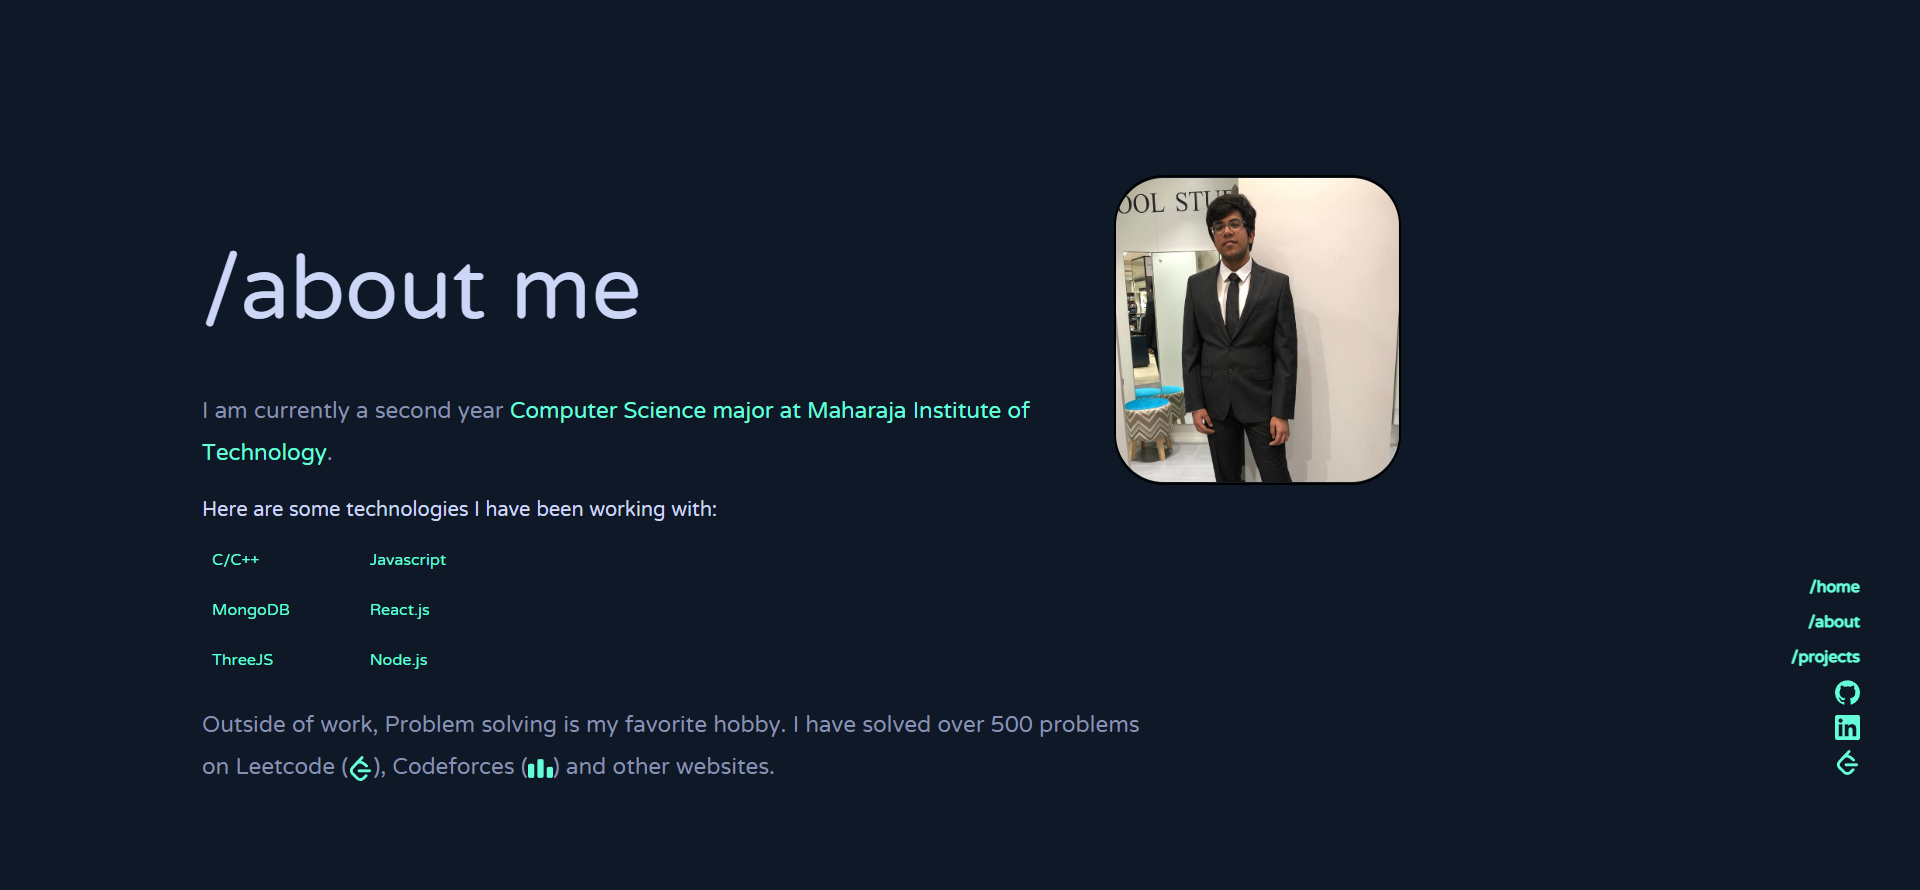 OOL STU
/about me
I am currently a second year Computer Science major at Maharaja Institute of
Technology.
Here are some technologies I have been working with:
C/C++ Javascript
MongoDB React.js
ThreeJS Node.js
Outside of work, Problem solving is my favorite hobby. I have solved over 500 problems
on Leetcode (), Codeforces () and other websites.
/home
/about
/projects
in